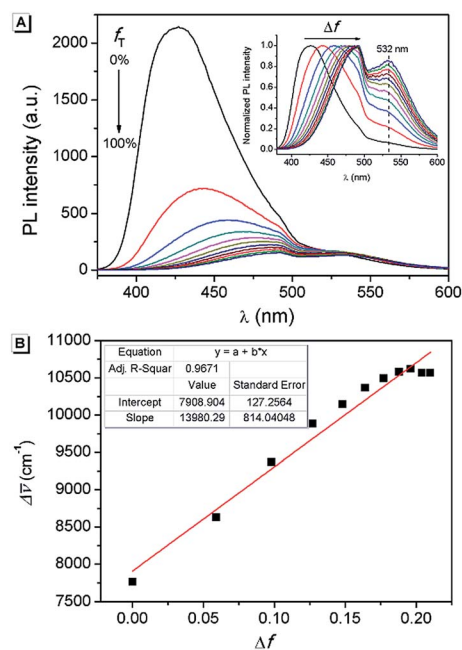 A
PL intensity (a.u.)
2000
1500
1000
500
250
0
f_T
0%
100%
Normalized PL intensity
1.0
0.8
0.6
0.4
0.2
0.0
Δf
532 nm
400 450 500 550 600
λ (nm)
400 450 500 550 600
λ (nm)
B
Δν̅ (cm⁻¹)
11000
10500
10000
9500
9000
8500
8000
7500
Equation y = a + b*x
Adj. R-Squar 0.9671
Value Standard Error
Intercept 7908.904 127.2564
Slope 13980.29 814.04048
0.00 0.05 0.10 0.15 0.20
Δf